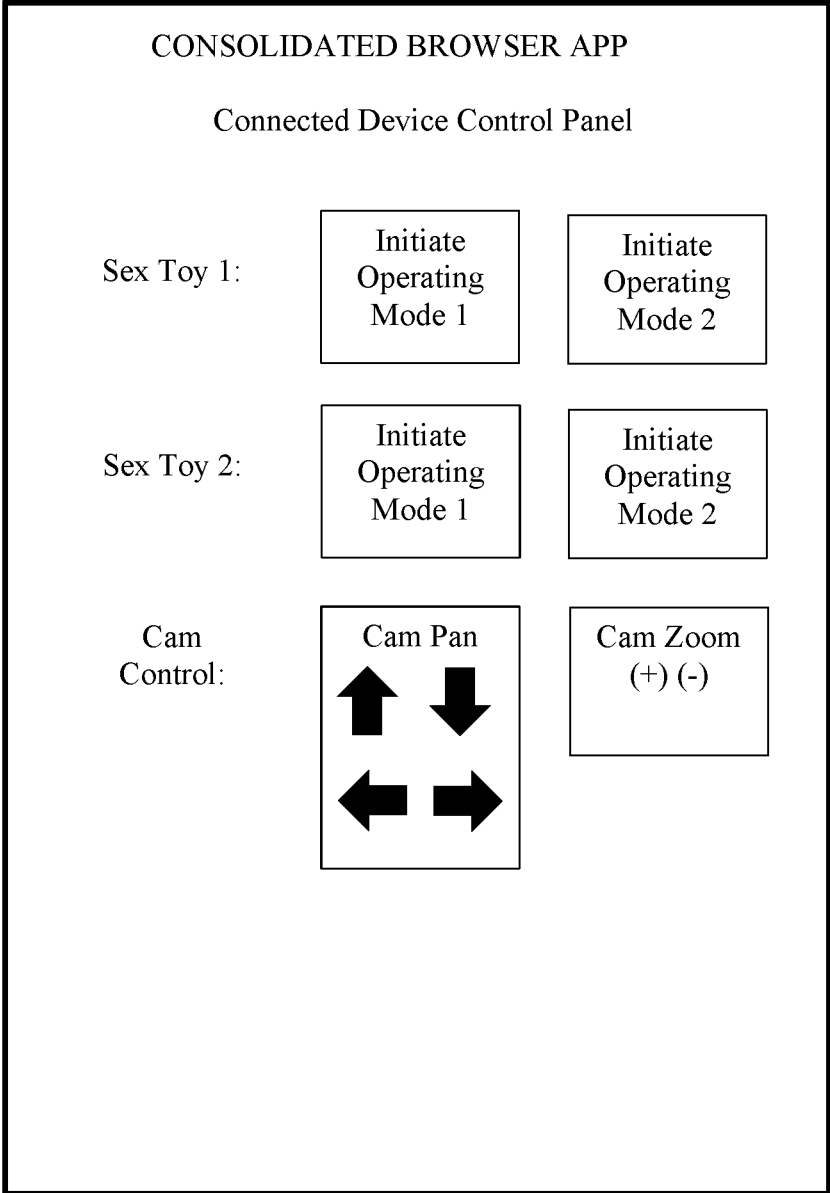 CONSOLIDATED BROWSER APP
Connected Device Control Panel
Sex Toy 1:
Initiate
Operating
Mode 1
Initiate
Operating
Mode 2
Sex Toy 2:
Initiate
Operating
Mode 1
Initiate
Operating
Mode 2
Cam
Control:
Cam Pan
Cam Zoom
(+) (-)